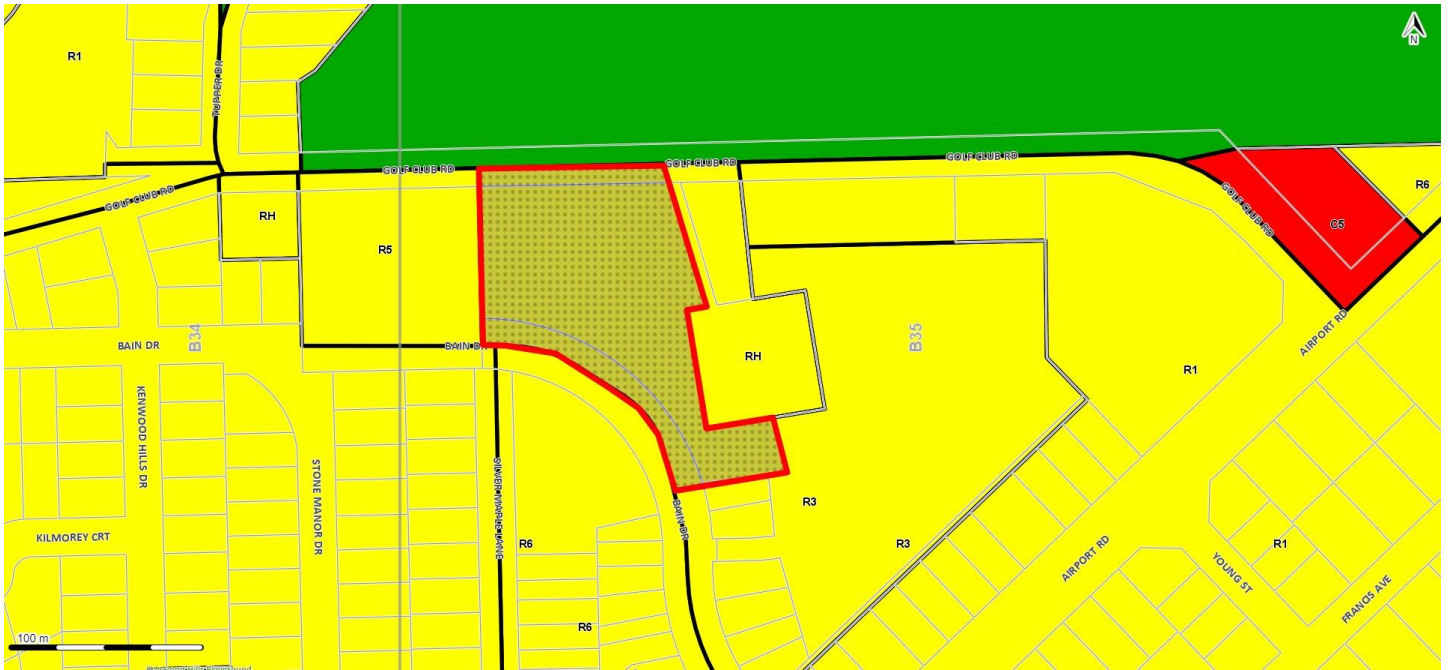 R1
TUPPER DR
N
GOLF CLUB RD
GOLF CLUB RD
GOLF CLUB RD
GOLF CLUB RD
GOLF CLUB RD
R6
C5
RH
R5
B34
BAIN DR
BAIN DR
RH
B35
R1
AIRPORT RD
KENWOOD HILLS DR
STONE MANOR DR
SILVER MAPLE LANE
BAIN DR
R3
R3
KILMOREY CRT
R6
R6
AIRPORT RD
YOUNG ST
R1
FRANCIS AVE
100 m